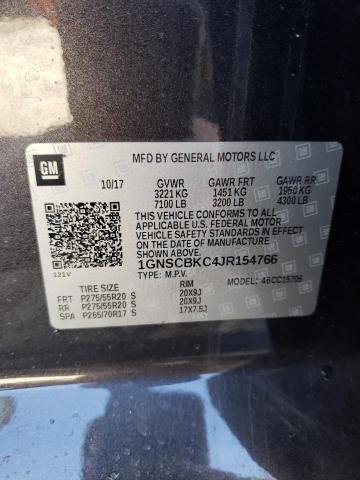 GM
MFD BY GENERAL MOTORS LLC
10/17 GVWR GAWR FRT GAWR RR
3221 KG 1451 KG 1950 KG
7100 LB 3200 LB 4300 LB
THIS VEHICLE CONFORMS TO ALL
APPLICABLE U.S. FEDERAL MOTOR
VEHICLE SAFETY STANDARDS IN EFFECT
ON THE DATE OF MANUFACTURE
SHOWN ABOVE.
1GNSCBKC4JR154766
TYPE: M.P.V. MODEL: 46CC15706
121V
TIRE SIZE RIM
FRT P275/55R20 S 20X9J
RR P275/55R20 S 20X9J
SPA P265/70R17 S 17X7.5J